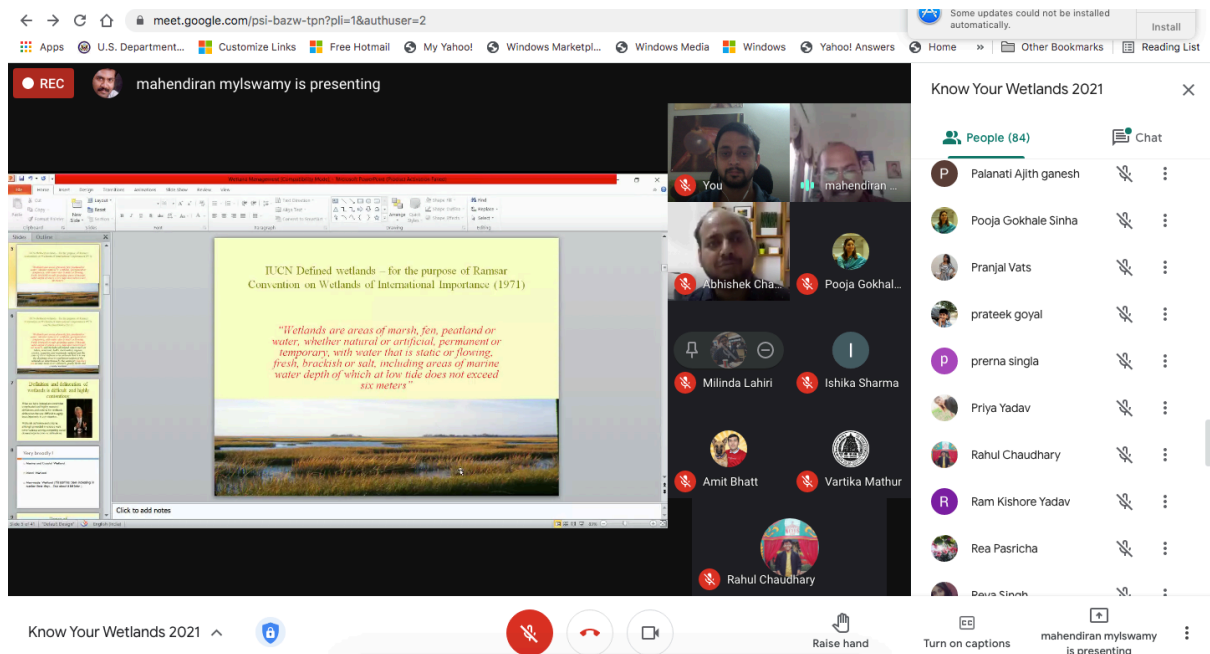 meet.google.com/psi-bazw-tpn?pli=1&authuser=2
Some updates could not be installed
automatically.
Install
Apps U.S. Department... Customize Links Free Hotmail My Yahoo! Windows Marketpl... Windows Media Windows Yahoo! Answers Home » Other Bookmarks Reading List
REC
mahendiran mylswamy is presenting
Click to add notes
IUCN Defined wetlands – for the purpose of Ramsar
Convention on Wetlands of International Importance (1971)
"Wetlands are areas of marsh, fen, peatland or
water, whether natural or artificial, permanent or
temporary, with water that is static or flowing,
fresh, brackish or salt, including areas of marine
water depth of which at low tide does not exceed
six meters"
You
mahendiran ...
Abhishek Cha...
Pooja Gokhal...
Milinda Lahiri
I
Ishika Sharma
Amit Bhatt
Vartika Mathur
Rahul Chaudhary
Know Your Wetlands 2021
People (84)
Chat
P
Palanati Ajith ganesh
Pooja Gokhale Sinha
Pranjal Vats
prateek goyal
p
prerna singla
Priya Yadav
Rahul Chaudhary
R
Ram Kishore Yadav
Rea Pasricha
Reya Singh
Know Your Wetlands 2021
Raise hand
Turn on captions
mahendiran mylswamy
is presenting